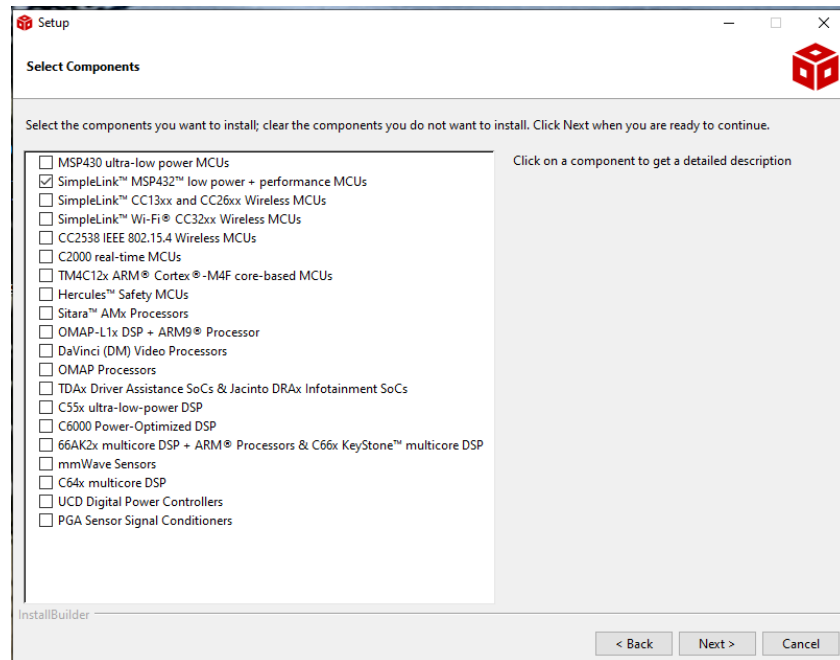 Setup
Select Components
Select the components you want to install; clear the components you do not want to install. Click Next when you are ready to continue.
MSP430 ultra-low power MCUs
SimpleLink™ MSP432™ low power + performance MCUs
SimpleLink™ CC13xx and CC26xx Wireless MCUs
SimpleLink™ Wi-Fi® CC32xx Wireless MCUs
CC2538 IEEE 802.15.4 Wireless MCUs
C2000 real-time MCUs
TM4C12x ARM® Cortex®-M4F core-based MCUs
Hercules™ Safety MCUs
Sitara™ AMx Processors
OMAP-L1x DSP + ARM9® Processor
DaVinci (DM) Video Processors
OMAP Processors
TDAx Driver Assistance SoCs & Jacinto DRAx Infotainment SoCs
C55x ultra-low-power DSP
C6000 Power-Optimized DSP
66AK2x multicore DSP + ARM® Processors & C66x KeyStone™ multicore DSP
mmWave Sensors
C64x multicore DSP
UCD Digital Power Controllers
PGA Sensor Signal Conditioners
Click on a component to get a detailed description
InstallBuilder
< Back
Next >
Cancel